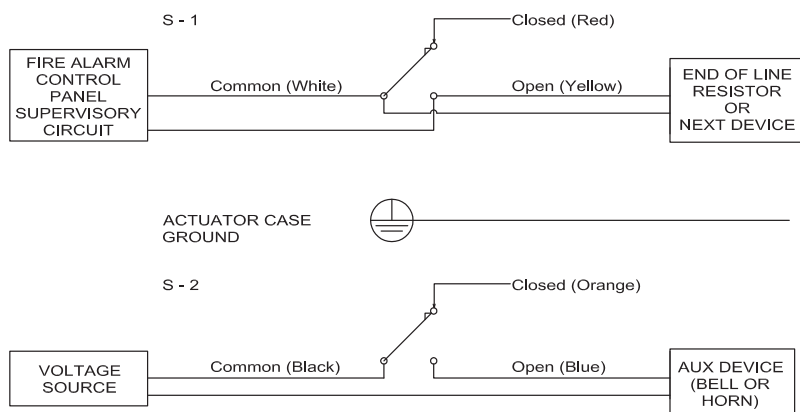 S - 1
Closed (Red)
FIRE ALARM
CONTROL
PANEL
SUPERVISORY
CIRCUIT
Common (White)
Open (Yellow)
END OF LINE
RESISTOR
OR
NEXT DEVICE
ACTUATOR CASE
GROUND
S - 2
Closed (Orange)
VOLTAGE
SOURCE
Common (Black)
Open (Blue)
AUX DEVICE
(BELL OR
HORN)